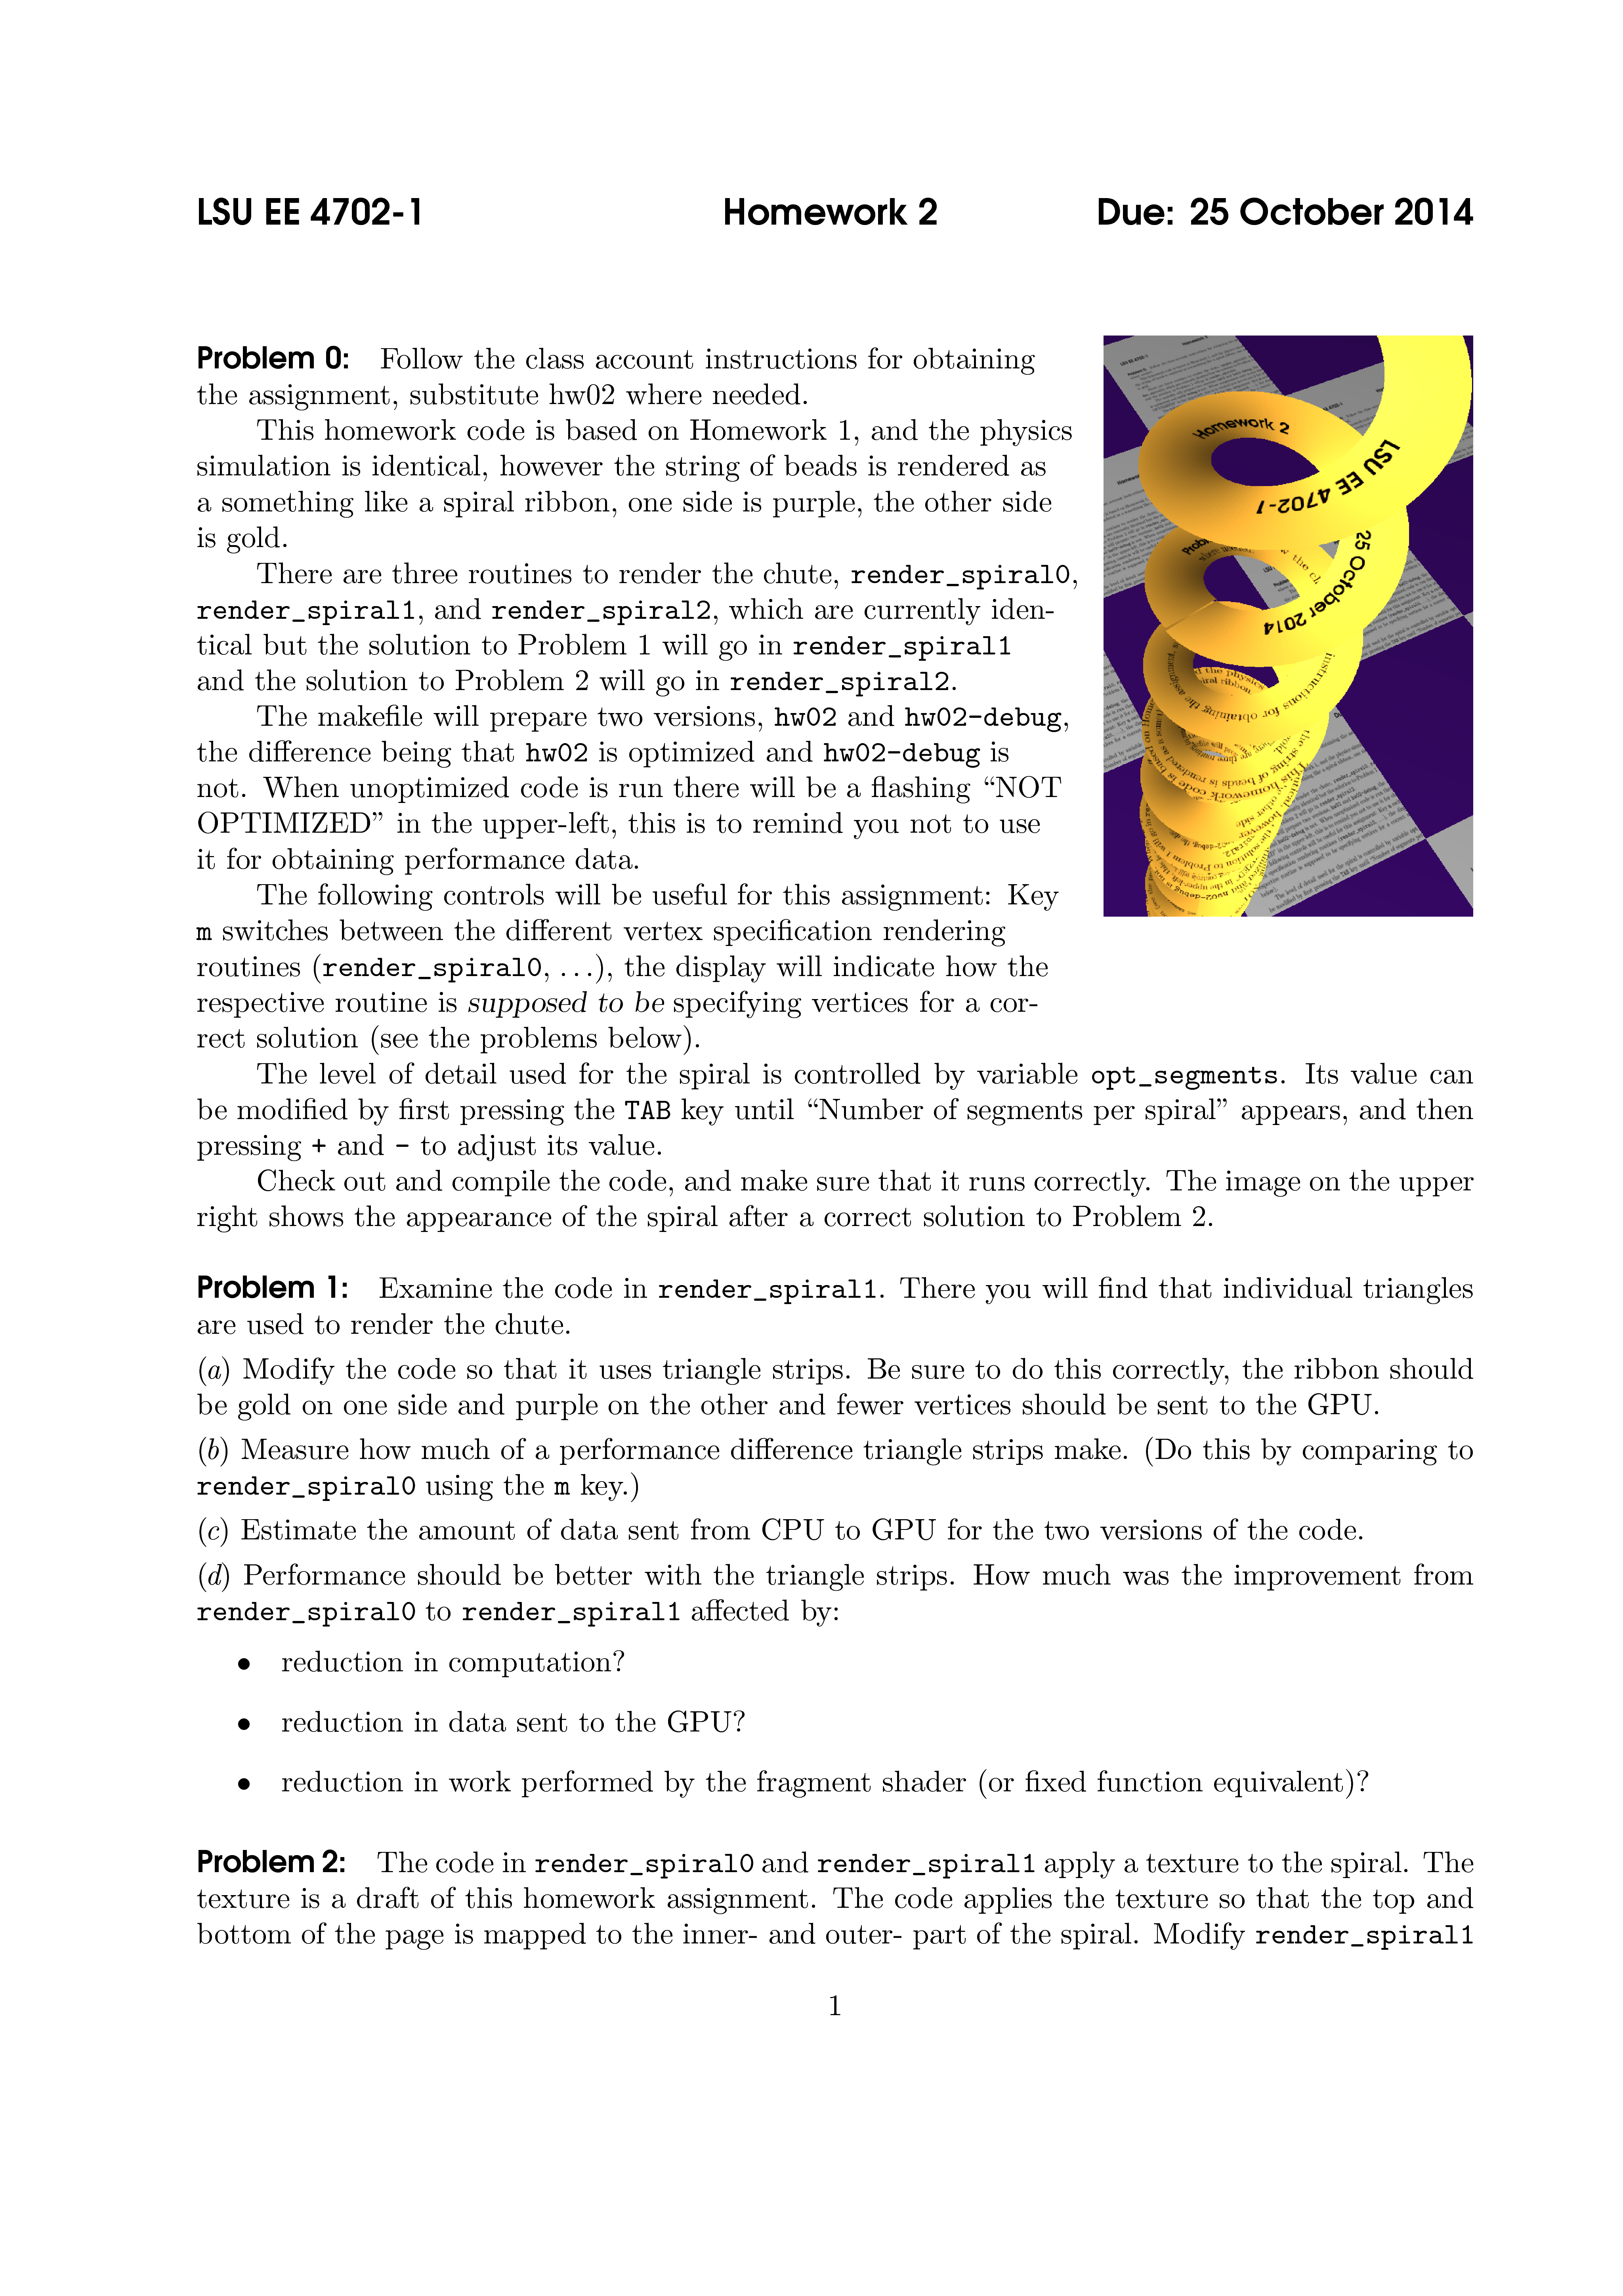 LSU EE 4702-1 Homework 2 Due: 25 October 2014
Problem 0: Follow the class account instructions for obtaining
the assignment, substitute hw02 where needed.
This homework code is based on Homework 1, and the physics
simulation is identical, however the string of beads is rendered as
a something like a spiral ribbon, one side is purple, the other side
is gold.
There are three routines to render the chute, render_spiral0,
render_spiral1, and render_spiral2, which are currently iden-
tical but the solution to Problem 1 will go in render_spiral1
and the solution to Problem 2 will go in render_spiral2.
The makefile will prepare two versions, hw02 and hw02-debug,
the difference being that hw02 is optimized and hw02-debug is
not. When unoptimized code is run there will be a flashing “NOT
OPTIMIZED” in the upper-left, this is to remind you not to use
it for obtaining performance data.
The following controls will be useful for this assignment: Key
m switches between the different vertex specification rendering
routines (render_spiral0, ...), the display will indicate how the
respective routine is supposed to be specifying vertices for a cor-
rect solution (see the problems below).
Homework 2
LSU EE 4702-1
25 October 2014
instructions for obtaining the assignment,
The level of detail used for the spiral is controlled by variable opt_segments. Its value can
be modified by first pressing the TAB key until “Number of segments per spiral” appears, and then
pressing + and - to adjust its value.
Check out and compile the code, and make sure that it runs correctly. The image on the upper
right shows the appearance of the spiral after a correct solution to Problem 2.
Problem 1: Examine the code in render_spiral1. There you will find that individual triangles
are used to render the chute.
(a) Modify the code so that it uses triangle strips. Be sure to do this correctly, the ribbon should
be gold on one side and purple on the other and fewer vertices should be sent to the GPU.
(b) Measure how much of a performance difference triangle strips make. (Do this by comparing to
render_spiral0 using the m key.)
(c) Estimate the amount of data sent from CPU to GPU for the two versions of the code.
(d) Performance should be better with the triangle strips. How much was the improvement from
render_spiral0 to render_spiral1 affected by:
• reduction in computation?
• reduction in data sent to the GPU?
• reduction in work performed by the fragment shader (or fixed function equivalent)?
Problem 2: The code in render_spiral0 and render_spiral1 apply a texture to the spiral. The
texture is a draft of this homework assignment. The code applies the texture so that the top and
bottom of the page is mapped to the inner- and outer- part of the spiral. Modify render_spiral1
1